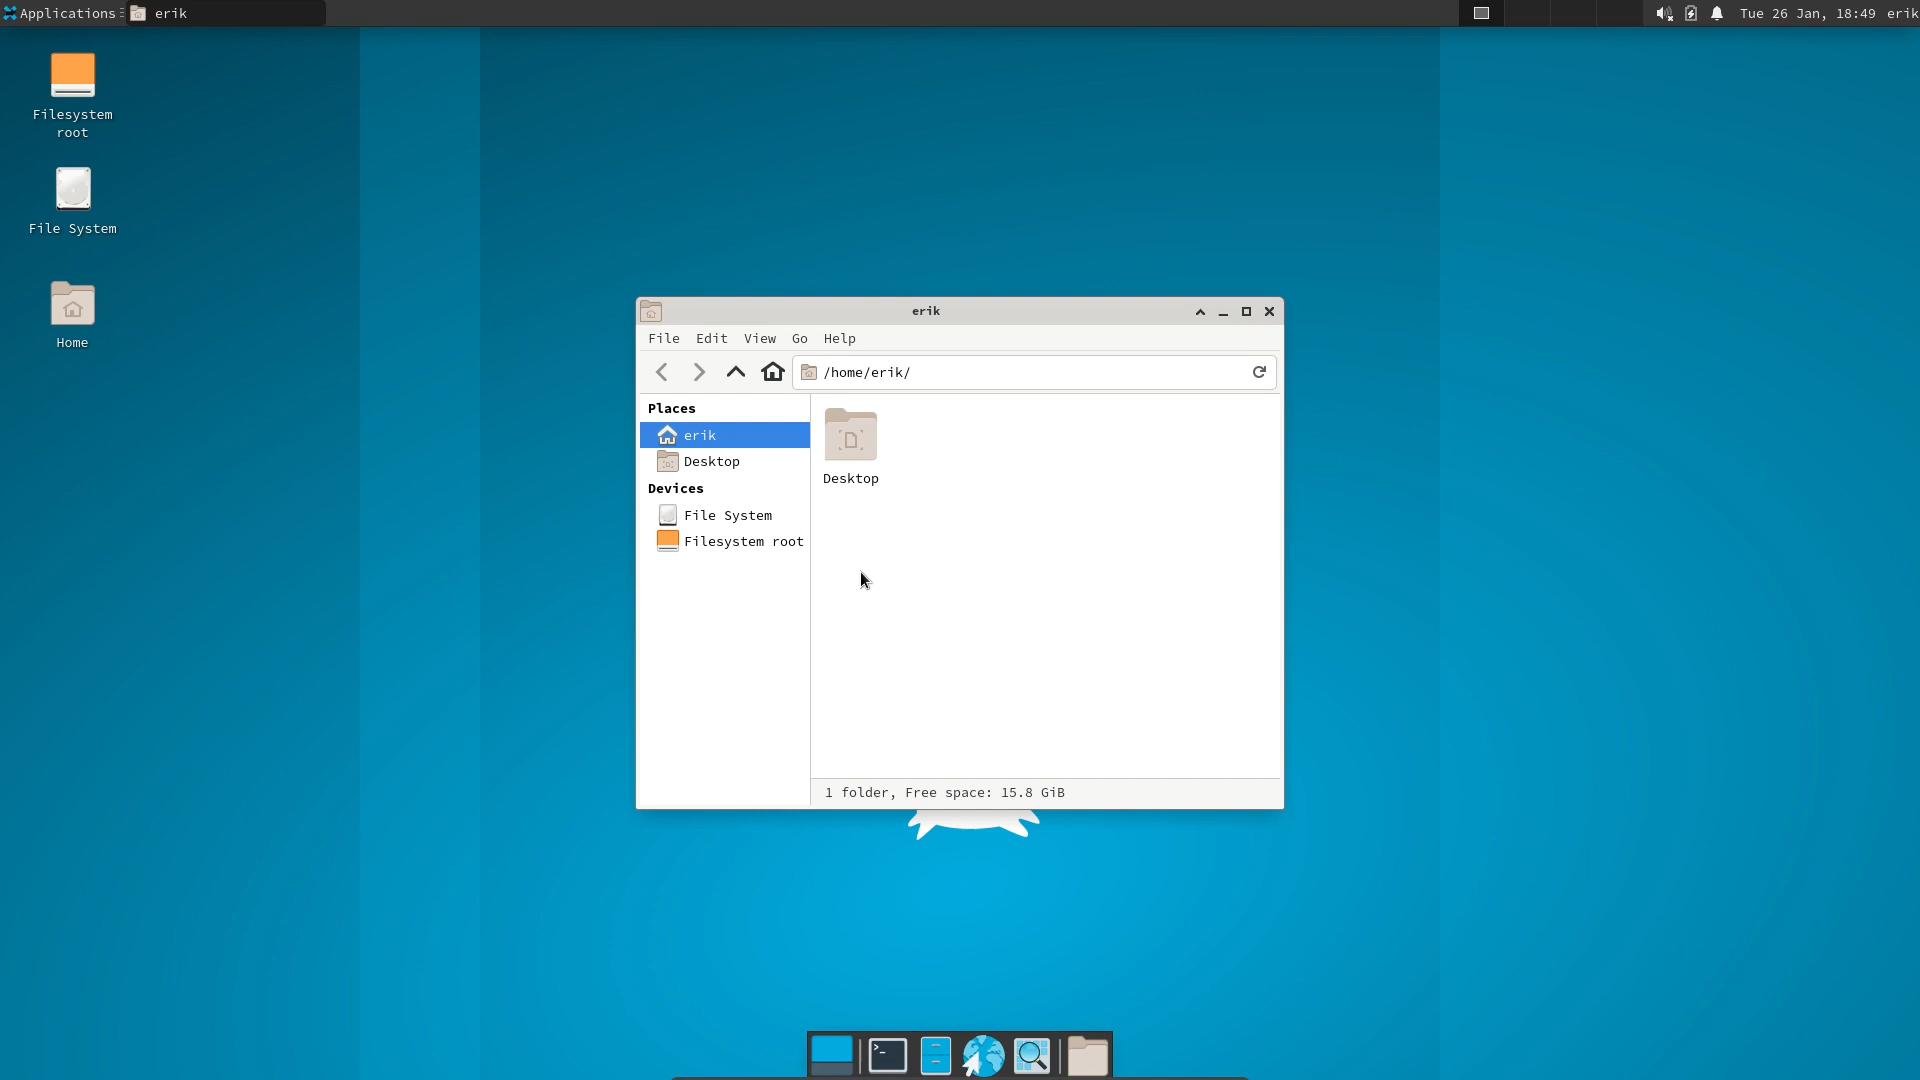 Applications
erik
Tue 26 Jan, 18:49
erik
Filesystem
root
File System
Home
erik
File Edit View Go Help
/home/erik/
Places
erik
Desktop
Devices
File System
Filesystem root
Desktop
1 folder, Free space: 15.8 GiB